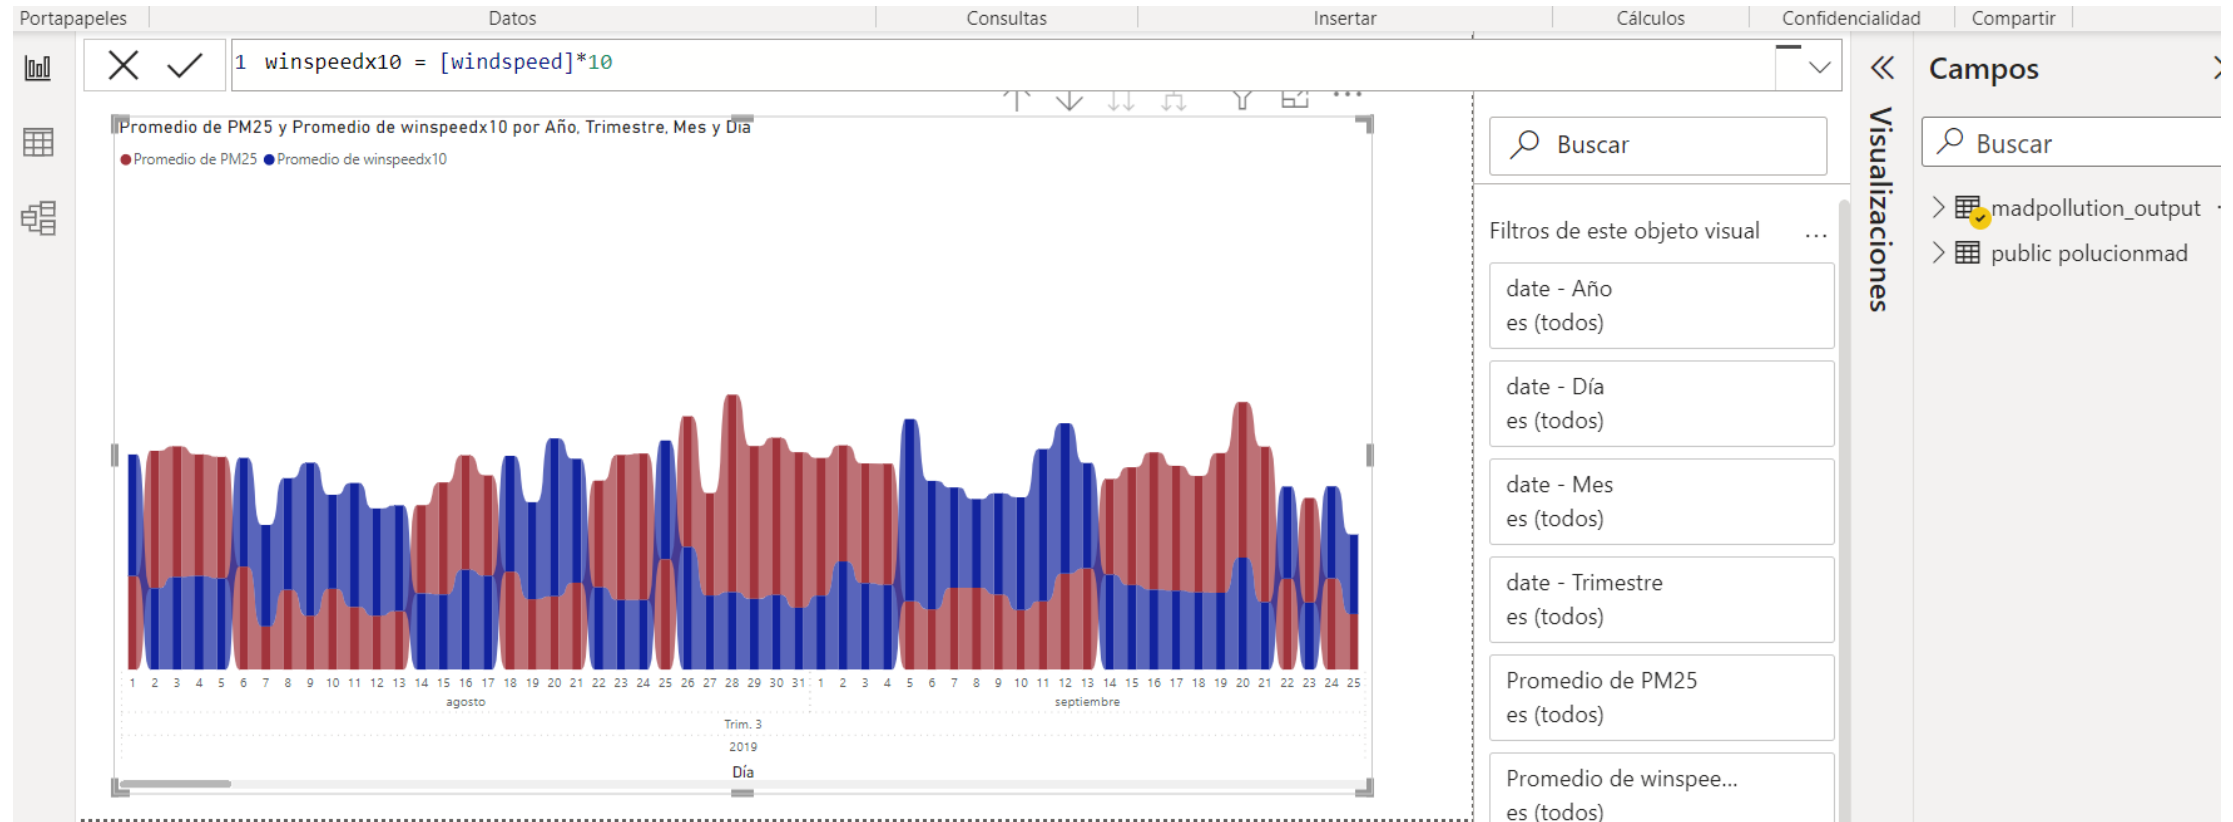 Portapapeles Datos Consultas Insertar Cálculos Confidencialidad Compartir
1 winspeedx10 = [windspeed]*10
Promedio de PM25 y Promedio de winspeedx10 por Año, Trimestre, Mes y Día
Promedio de PM25 Promedio de winspeedx10
1 2 3 4 5 6 7 8 9 10 11 12 13 14 15 16 17 18 19 20 21 22 23 24 25 26 27 28 29 30 31 1 2 3 4 5 6 7 8 9 10 11 12 13 14 15 16 17 18 19 20 21 22 23 24 25
agosto septiembre
Trim. 3
2019
Día
Buscar
Filtros de este objeto visual ...
date - Año
es (todos)
date - Día
es (todos)
date - Mes
es (todos)
date - Trimestre
es (todos)
Promedio de PM25
es (todos)
Promedio de winspee...
es (todos)
Visualizaciones
Campos
Buscar
madpollution_output
public polucionmad